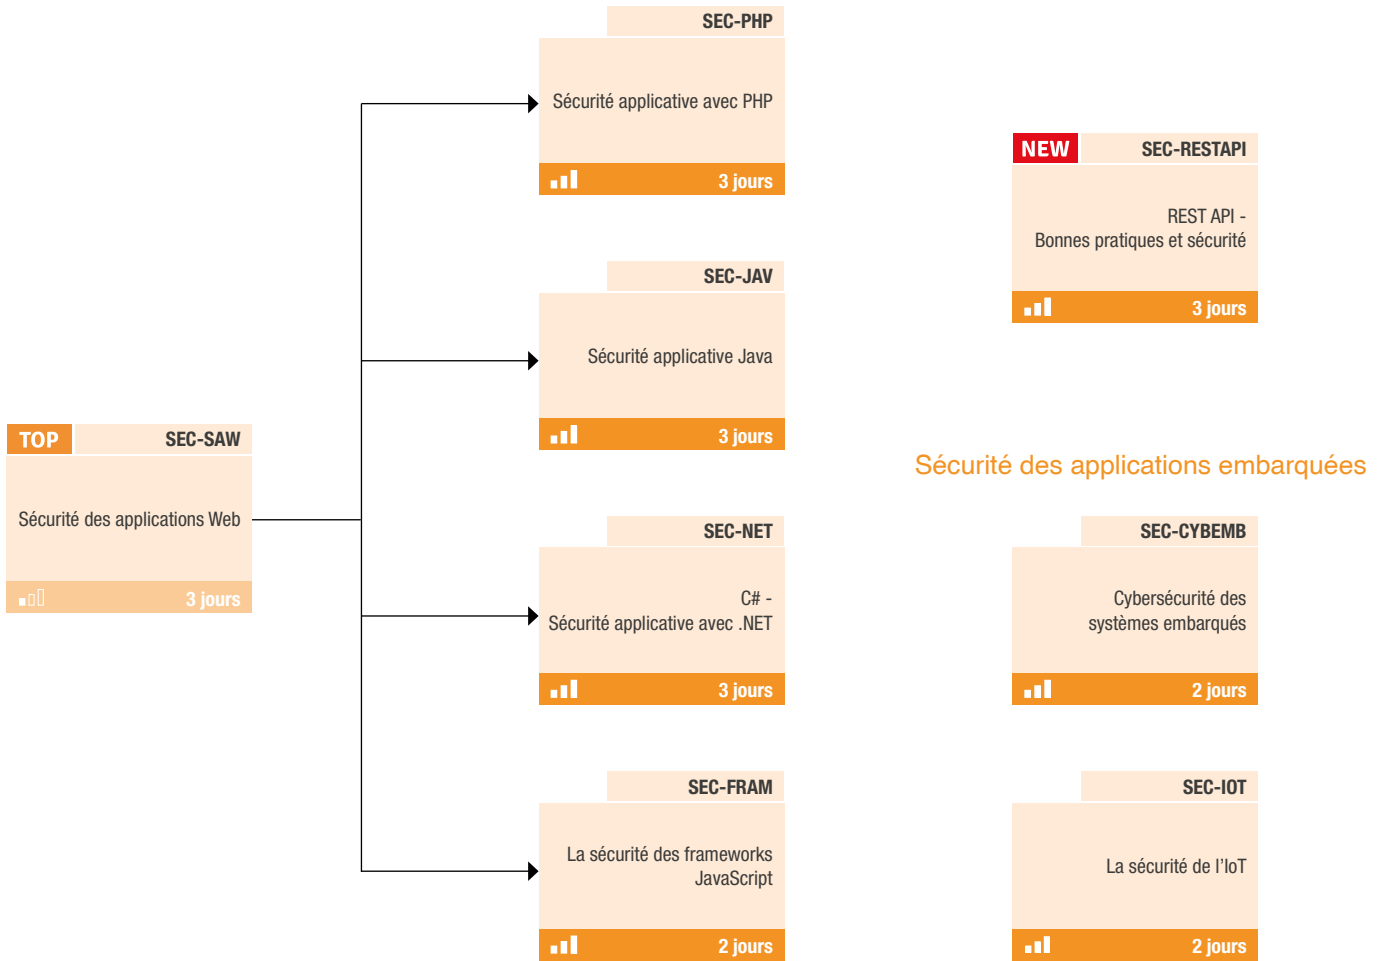 TOP
SEC-SAW
Sécurité des applications Web
3 jours
SEC-PHP
Sécurité applicative avec PHP
3 jours
SEC-JAV
Sécurité applicative Java
3 jours
SEC-NET
C# -
Sécurité applicative avec .NET
3 jours
SEC-FRAM
La sécurité des frameworks
JavaScript
2 jours
NEW
SEC-RESTAPI
REST API -
Bonnes pratiques et sécurité
3 jours
Sécurité des applications embarquées
SEC-CYBEMB
Cybersécurité des
systèmes embarqués
2 jours
SEC-IOT
La sécurité de l’IoT
2 jours